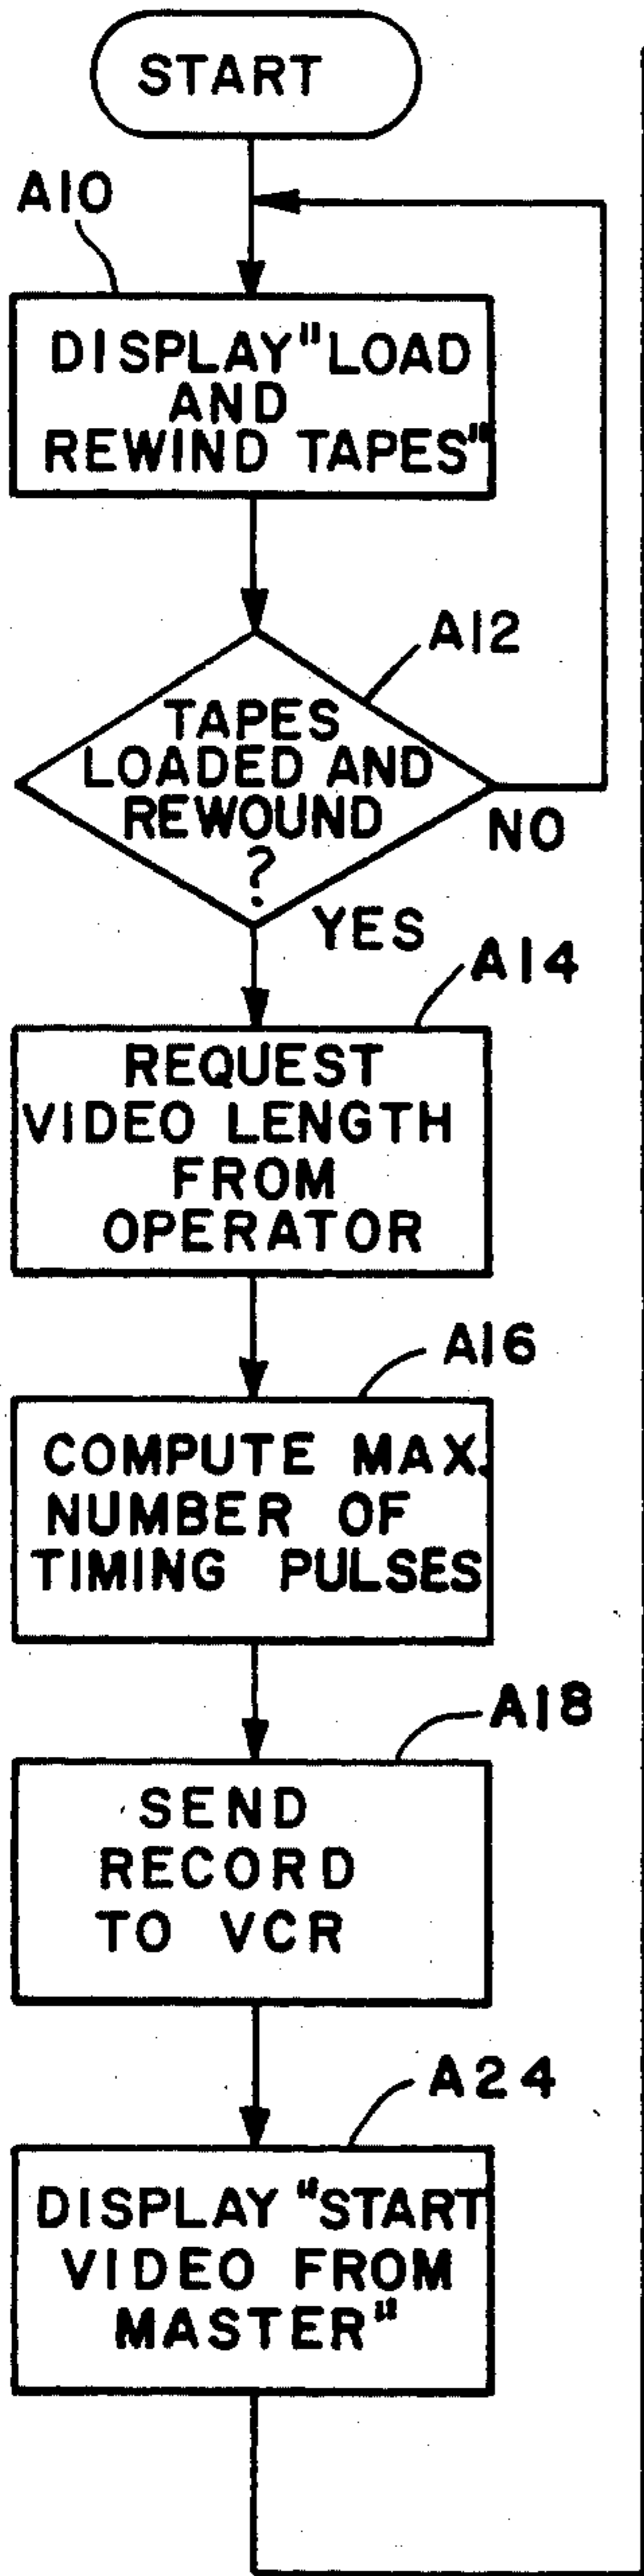 START
A10
DISPLAY "LOAD
AND
REWIND TAPES"
A12
TAPES
LOADED AND
REWOUND
?
NO
YES
A14
REQUEST
VIDEO LENGTH
FROM
OPERATOR
A16
COMPUTE MAX.
NUMBER OF
TIMING PULSES
A18
SEND
RECORD
TO VCR
A24
DISPLAY "START
VIDEO FROM
MASTER"